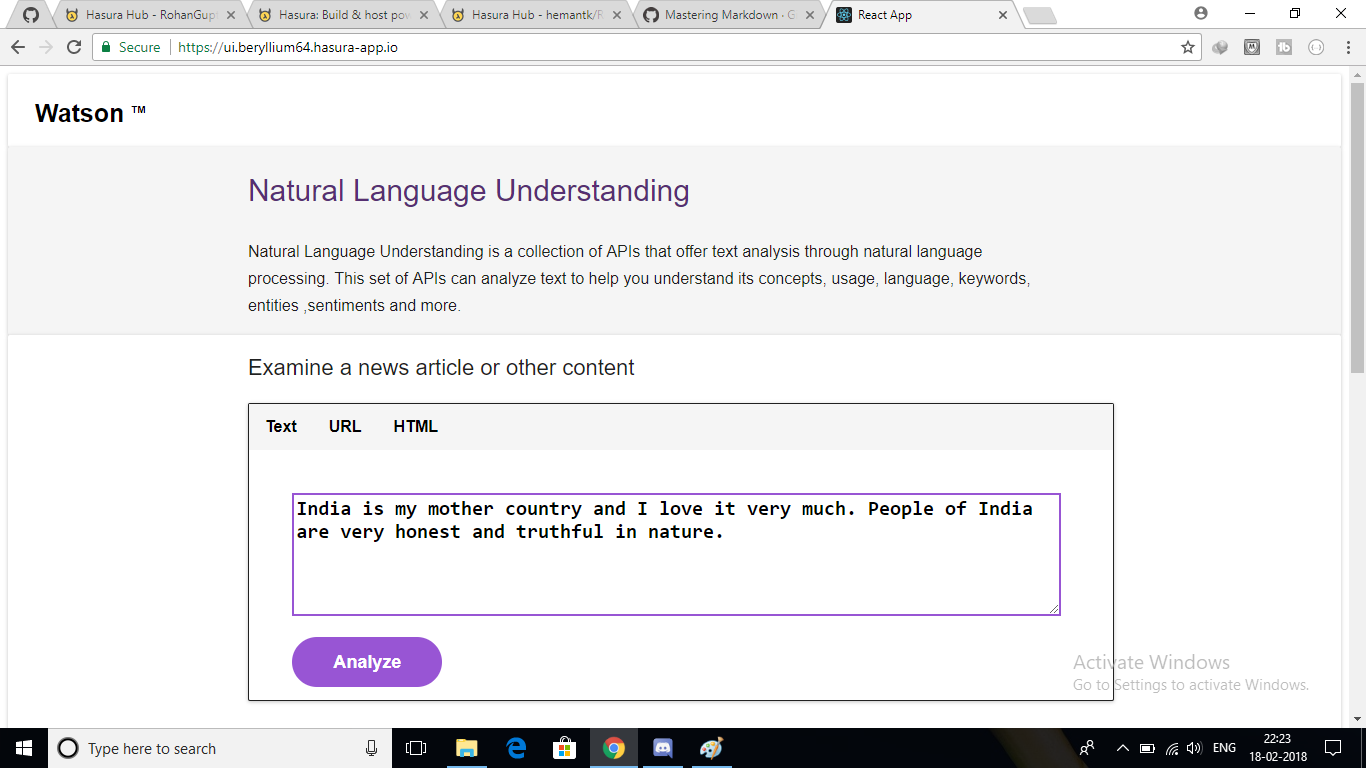 Hasura Hub - RohanGupt
Hasura: Build & host pow
Hasura Hub - hemantk/R
Mastering Markdown · G
React App
Secure
https://ui.beryllium64.hasura-app.io
Watson TM
Natural Language Understanding
Natural Language Understanding is a collection of APIs that offer text analysis through natural language
processing. This set of APIs can analyze text to help you understand its concepts, usage, language, keywords,
entities ,sentiments and more.
Examine a news article or other content
Text URL HTML
India is my mother country and I love it very much. People of India
are very honest and truthful in nature.
Analyze
Activate Windows
Go to Settings to activate Windows.
Type here to search
ENG
22:23
18-02-2018